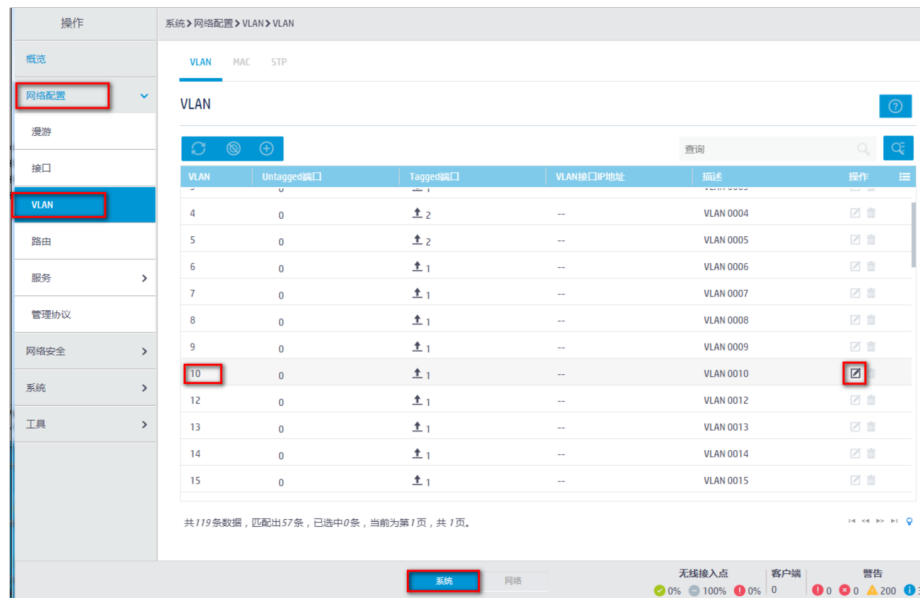 操作
系统>网络配置>VLAN>VLAN
概览
网络配置
漫游
接口
VLAN
路由
服务
管理协议
网络安全
系统
工具
VLAN MAC STP
VLAN
查询
VLAN Untagged端口 Tagged端口 VLAN接口IP地址 描述 操作
4 0 2 -- VLAN 0004
5 0 2 -- VLAN 0005
6 0 1 -- VLAN 0006
7 0 1 -- VLAN 0007
8 0 1 -- VLAN 0008
9 0 1 -- VLAN 0009
10 0 1 -- VLAN 0010
12 0 1 -- VLAN 0012
13 0 1 -- VLAN 0013
14 0 1 -- VLAN 0014
15 0 1 -- VLAN 0015
共119条数据,匹配出57条,已选中0条,当前为第1页,共 1页。
系统 网络
无线接入点 客户端 警告
0% 100% 0% 0 0 0 200